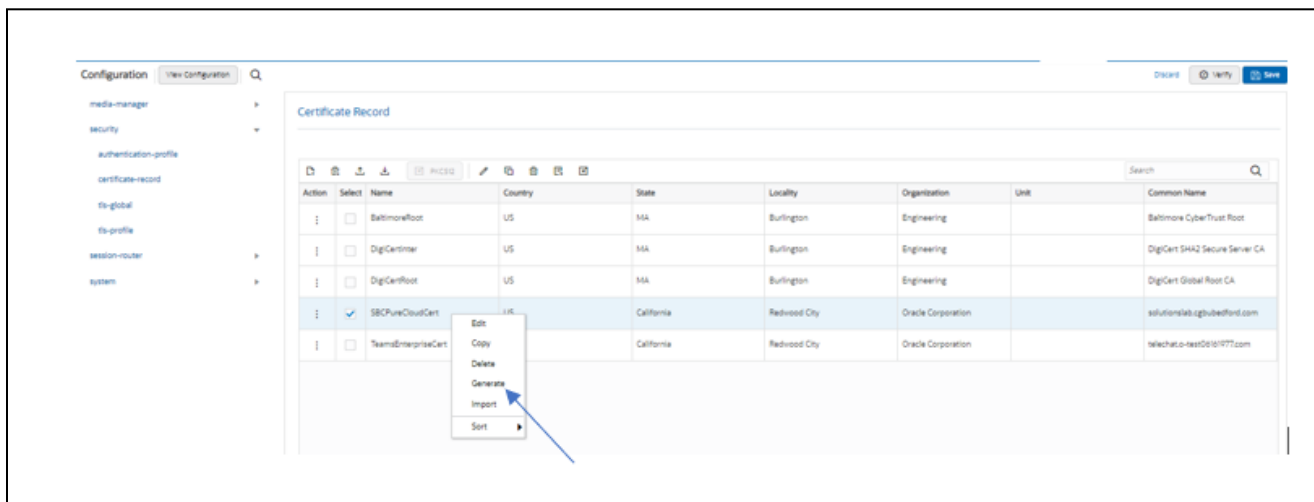 Configuration View Configuration
Discard Verify Save
media-manager
security
authentication-profile
certificate-record
tls-global
tls-profile
session-router
system
Certificate Record
PKCS12
Search
Action Select Name Country State Locality Organization Unit Common Name
BaltimoreRoot US MA Burlington Engineering Baltimore CyberTrust Root
DigiCertInter US MA Burlington Engineering DigiCert SHA2 Secure Server CA
DigiCertRoot US MA Burlington Engineering DigiCert Global Root CA
SBCPureCloudCert US California Redwood City Oracle Corporation solutionslab.cgbubedford.com
TeamsEnterpriseCert California Redwood City Oracle Corporation
Edit
Copy
Delete
Generate
Import
Sort